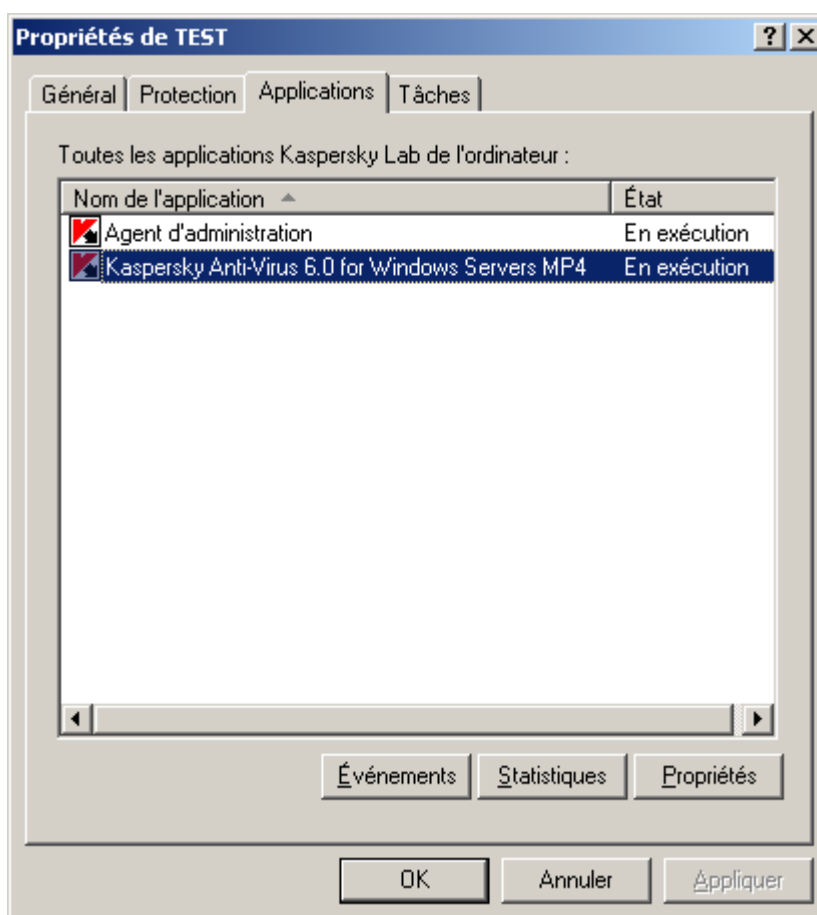 Propriétés de TEST
Général Protection Applications Tâches
Toutes les applications Kaspersky Lab de l'ordinateur :
Nom de l'application État
Agent d'administration En exécution
Kaspersky Anti-Virus 6.0 for Windows Servers MP4 En exécution
Événements Statistiques Propriétés
OK Annuler Appliquer